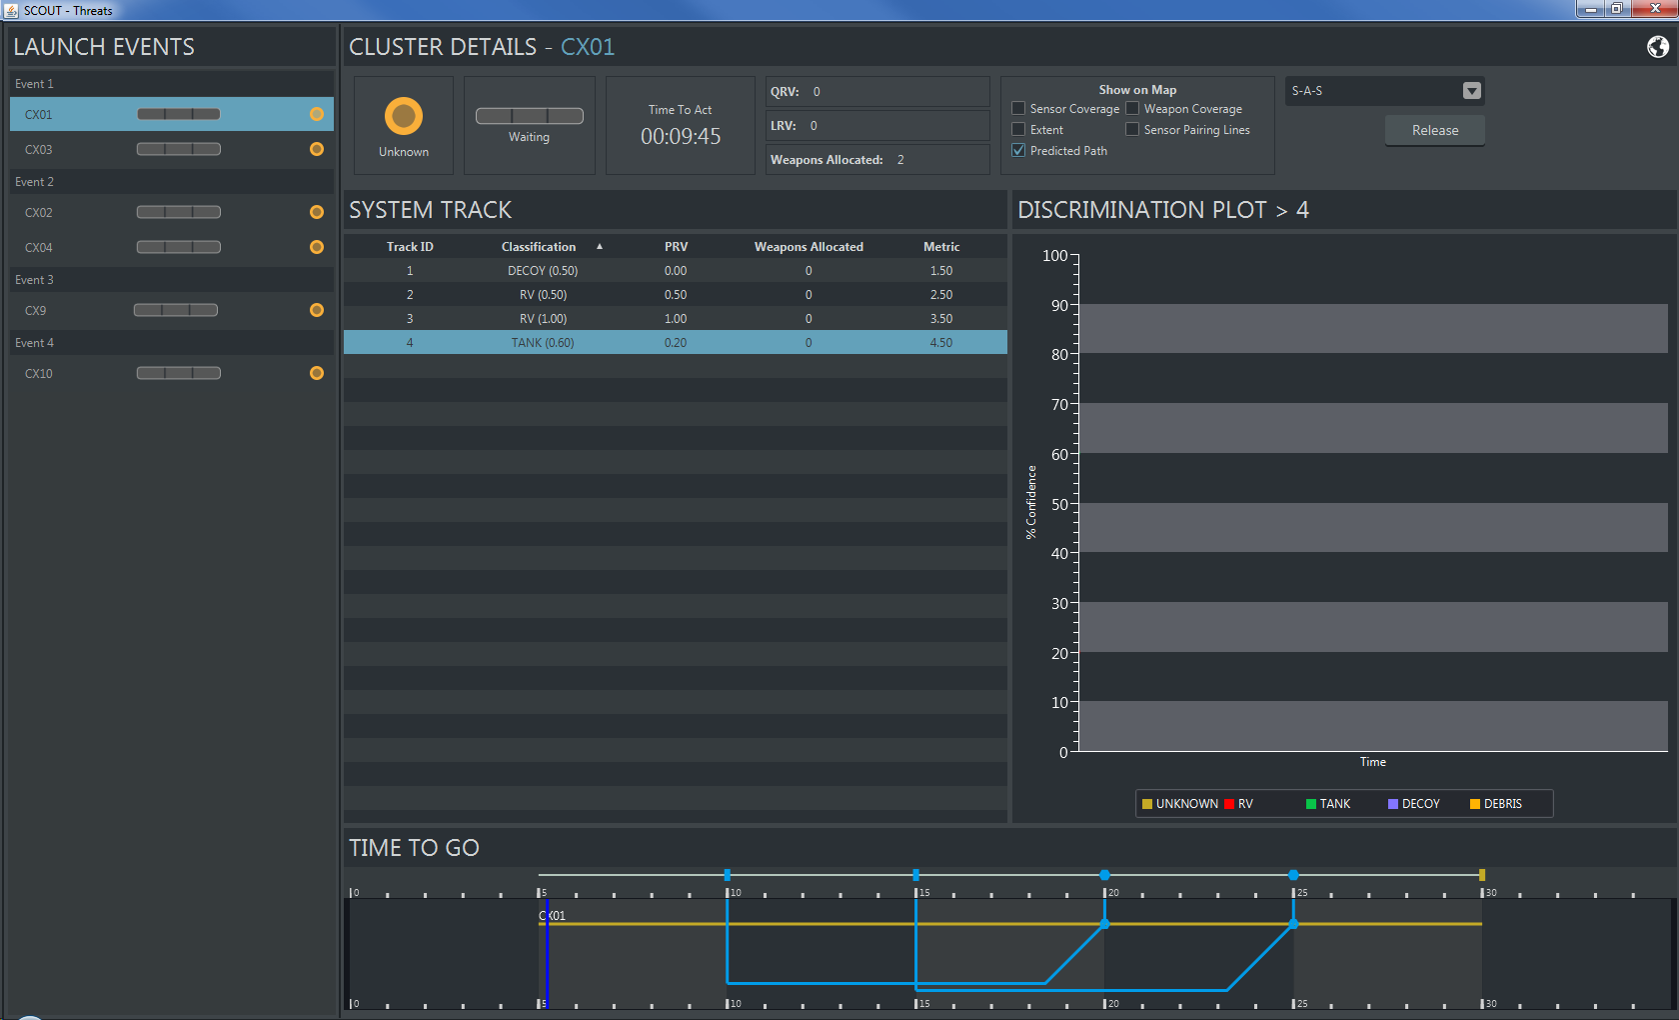 SCOUT - Threats
LAUNCH EVENTS
Event 1
CX01
CX03
Event 2
CX02
CX04
Event 3
CX9
Event 4
CX10
CLUSTER DETAILS - CX01
Unknown
Waiting
Time To Act
00:09:45
QRV: 0
LRV: 0
Weapons Allocated: 2
Show on Map
Sensor Coverage Weapon Coverage
Extent Sensor Pairing Lines
Predicted Path
S-A-S
Release
SYSTEM TRACK
Track ID Classification PRV Weapons Allocated Metric
1 DECOY (0.50) 0.00 0 1.50
2 RV (0.50) 0.50 0 2.50
3 RV (1.00) 1.00 0 3.50
4 TANK (0.60) 0.20 0 4.50
DISCRIMINATION PLOT > 4
100
90
80
70
60
50
40
30
20
10
0
% Confidence
Time
UNKNOWN RV TANK DECOY DEBRIS
TIME TO GO
0 5 10 15 20 25 30
CX01
0 5 10 15 20 25 30